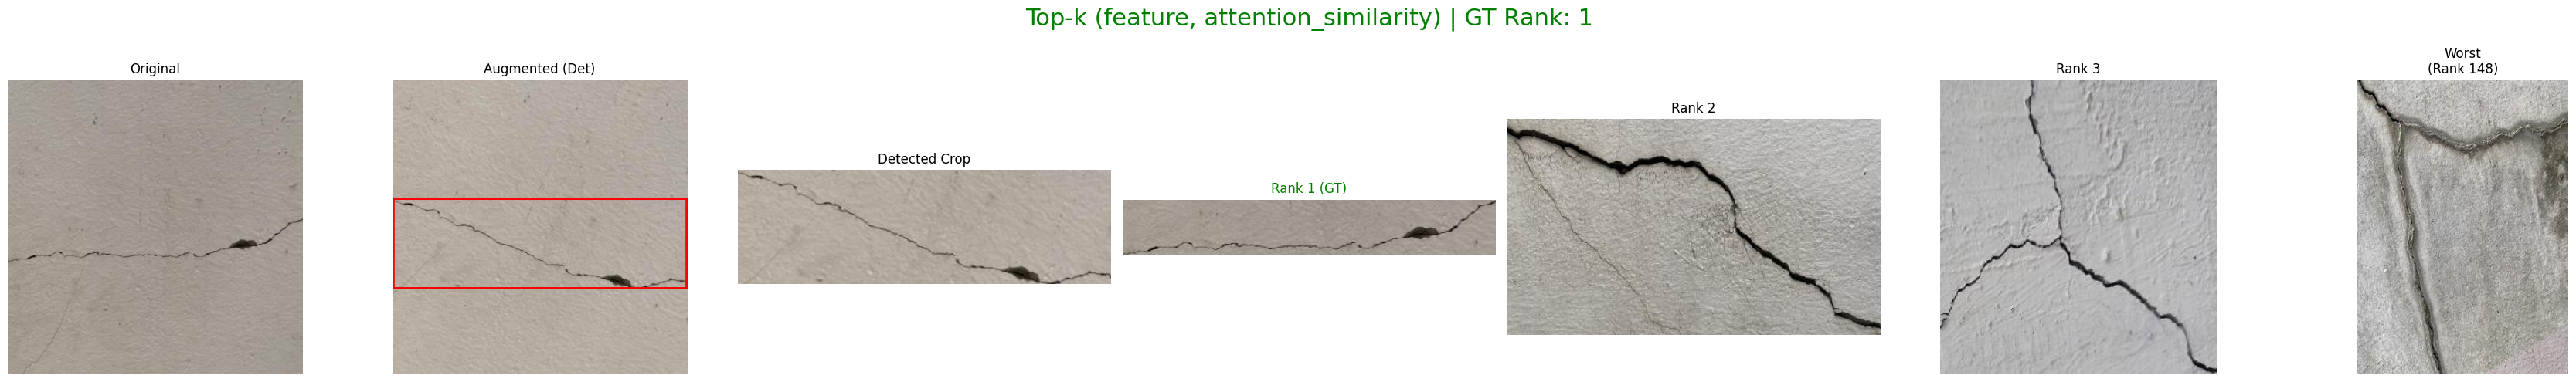 Top-k (feature, attention_similarity) | GT Rank: 1
Original
Augmented (Det)
Detected Crop
Rank 1 (GT)
Rank 2
Rank 3
Worst
(Rank 148)